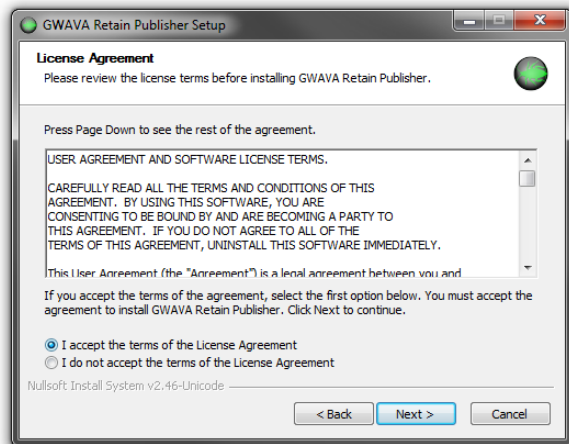 GWAVA Retain Publisher Setup
License Agreement
Please review the license terms before installing GWAVA Retain Publisher.
Press Page Down to see the rest of the agreement.
USER AGREEMENT AND SOFTWARE LICENSE TERMS.
CAREFULLY READ ALL THE TERMS AND CONDITIONS OF THIS
AGREEMENT.  BY USING THIS SOFTWARE, YOU ARE
CONSENTING TO BE BOUND BY AND ARE BECOMING A PARTY TO
THIS AGREEMENT.  IF YOU DO NOT AGREE TO ALL OF THE
TERMS OF THIS AGREEMENT, UNINSTALL THIS SOFTWARE IMMEDIATELY.
This User Agreement (the "Agreement") is a legal agreement between you and
If you accept the terms of the agreement, select the first option below. You must accept the
agreement to install GWAVA Retain Publisher. Click Next to continue.
I accept the terms of the License Agreement
I do not accept the terms of the License Agreement
Nullsoft Install System v2.46-Unicode
< Back Next > Cancel